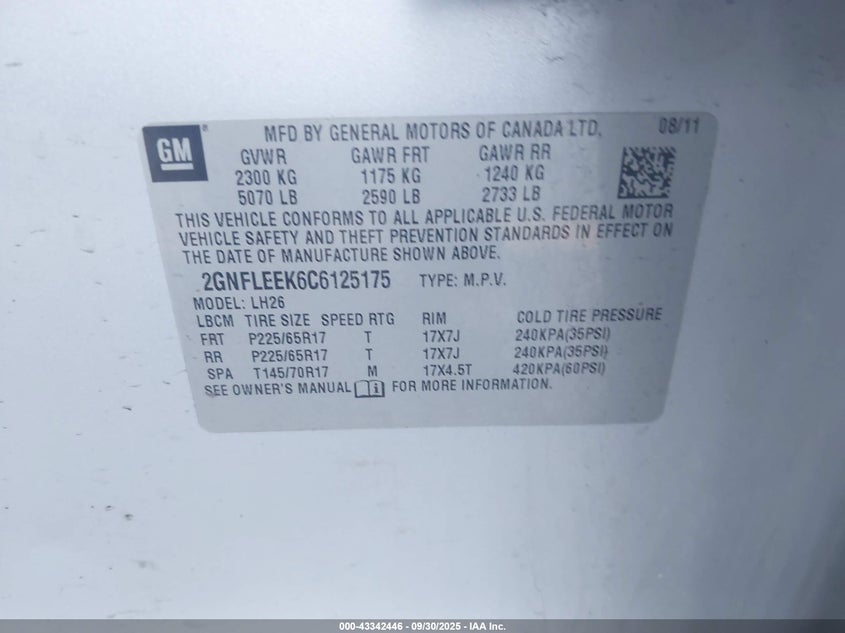 GM ® MFD BY GENERAL MOTORS OF CANADA LTD. 08/11
GVWR GAWR FRT GAWR RR
2300 KG 1175 KG 1240 KG
5070 LB 2590 LB 2733 LB
THIS VEHICLE CONFORMS TO ALL APPLICABLE U.S. FEDERAL MOTOR
VEHICLE SAFETY AND THEFT PREVENTION STANDARDS IN EFFECT ON
THE DATE OF MANUFACTURE SHOWN ABOVE.
2GNFLEEK6C6125175 TYPE: M.P.V.
MODEL: LH26
LBCM TIRE SIZE SPEED RTG RIM COLD TIRE PRESSURE
FRT P225/65R17 T 17X7J 240KPA(35PSI)
RR P225/65R17 T 17X7J 240KPA(35PSI)
SPA T145/70R17 M 17X4.5T 420KPA(60PSI)
SEE OWNER'S MANUAL FOR MORE INFORMATION.
000-43342446 - 09/30/2025 - IAA Inc.